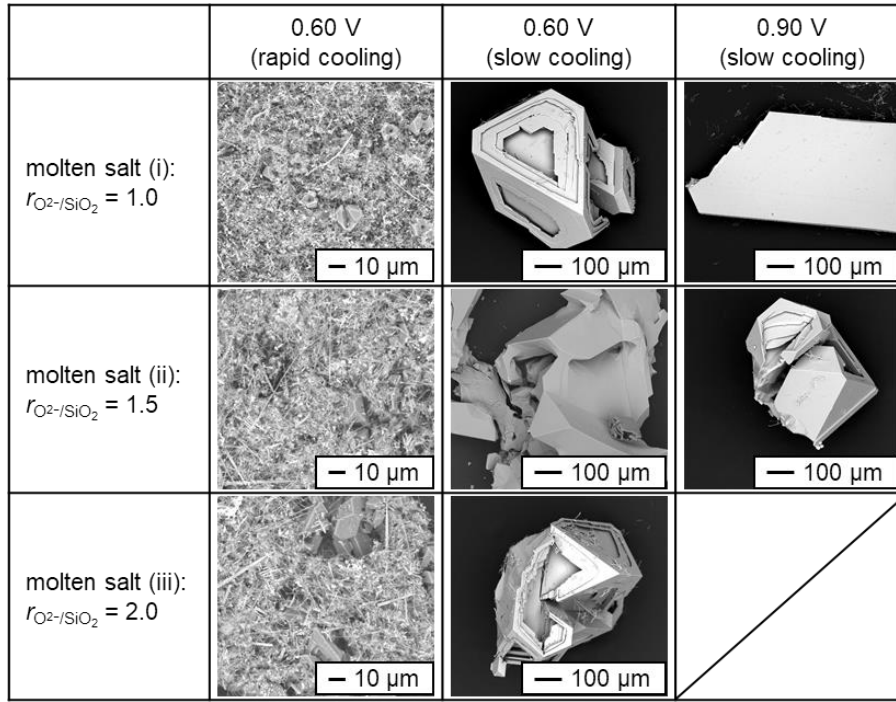 0.60 V
(rapid cooling)
0.60 V
(slow cooling)
0.90 V
(slow cooling)
molten salt (i):
rO²⁻/SiO₂ = 1.0
10 μm
100 μm
100 μm
molten salt (ii):
rO²⁻/SiO₂ = 1.5
10 μm
100 μm
100 μm
molten salt (iii):
rO²⁻/SiO₂ = 2.0
10 μm
100 μm